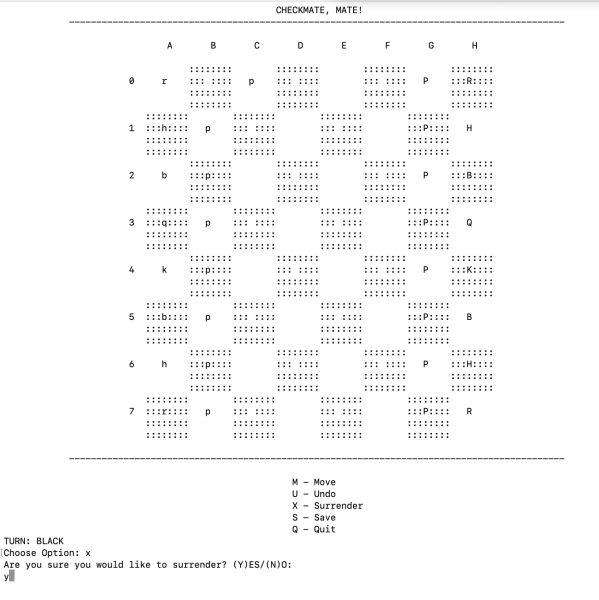 CHECKMATE, MATE!
A B C D E F G H
0 r p P R
1 h p P H
2 b p P B
3 q p P Q
4 k p P K
5 b p P B
6 h p P H
7 r p P R
M – Move
U – Undo
X – Surrender
S – Save
Q – Quit
TURN: BLACK
[Choose Option: x
Are you sure you would like to surrender? (Y)ES/(N)O:
y